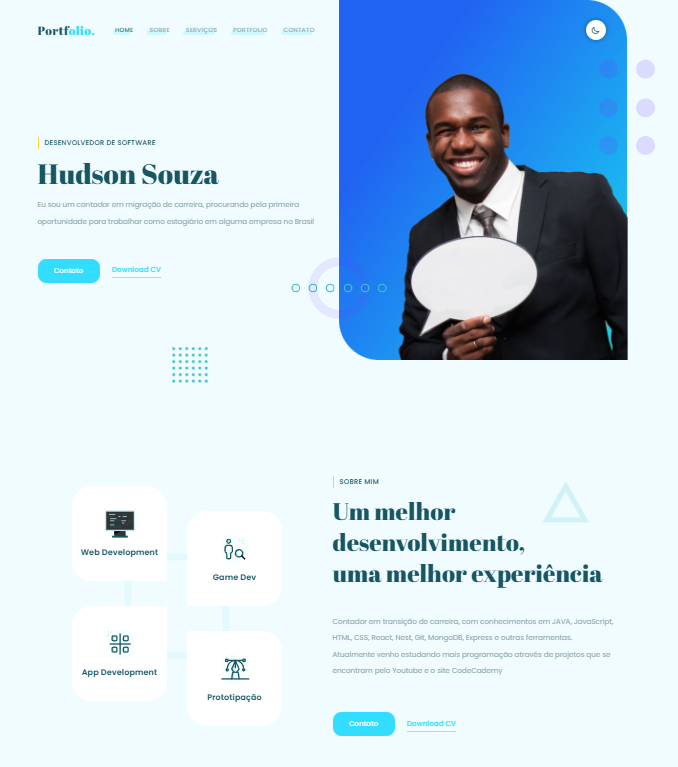 Portfolio.
HOME SOBRE SERVIÇOS PORTFOLIO CONTATO
DESENVOLVEDOR DE SOFTWARE
Hudson Souza
Eu sou um contador em migração de carreira, procurando pela primeira
oportunidade para trabalhar como estagiário em alguma empresa no Brasil
Contato Download CV
Web Development
Game Dev
App Development
Prototipação
SOBRE MIM
Um melhor
desenvolvimento,
uma melhor experiência
Contador em transição de carreira, com conhecimentos em JAVA, JavaScript,
HTML, CSS, React, Nest, Git, MongoDB, Express e outras ferramentas.
Atualmente venho estudando mais programação através de projetos que se
encontram pelo Youtube e o site CodeCademy
Contato Download CV